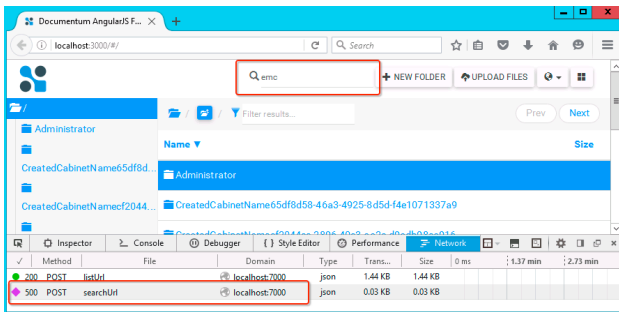 Documentum AngularJS F...
localhost:3000/#/
Search
emc
NEW FOLDER
UPLOAD FILES
/
Administrator
CreatedCabinetName65df8d...
CreatedCabinetNamecf2044...
/ / Filter results...
Prev
Next
Name ▼ Size
Administrator
CreatedCabinetName65df8d58-46a3-4925-8d5d-f4e1071337a9
Inspector Console Debugger { } Style Editor Performance Network
✓ Method File Domain Type Trans... Size 0 ms 1.37 min 2.73 min
200 POST listUrl localhost:7000 json 1.44 KB 1.44 KB
500 POST searchUrl localhost:7000 json 0.03 KB 0.03 KB